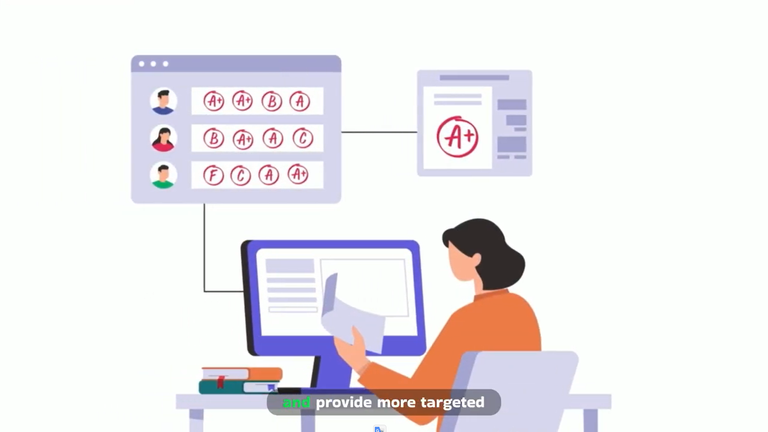 A+ A+ B A
B A+ A C
F C A A+
A+
and provide more targeted